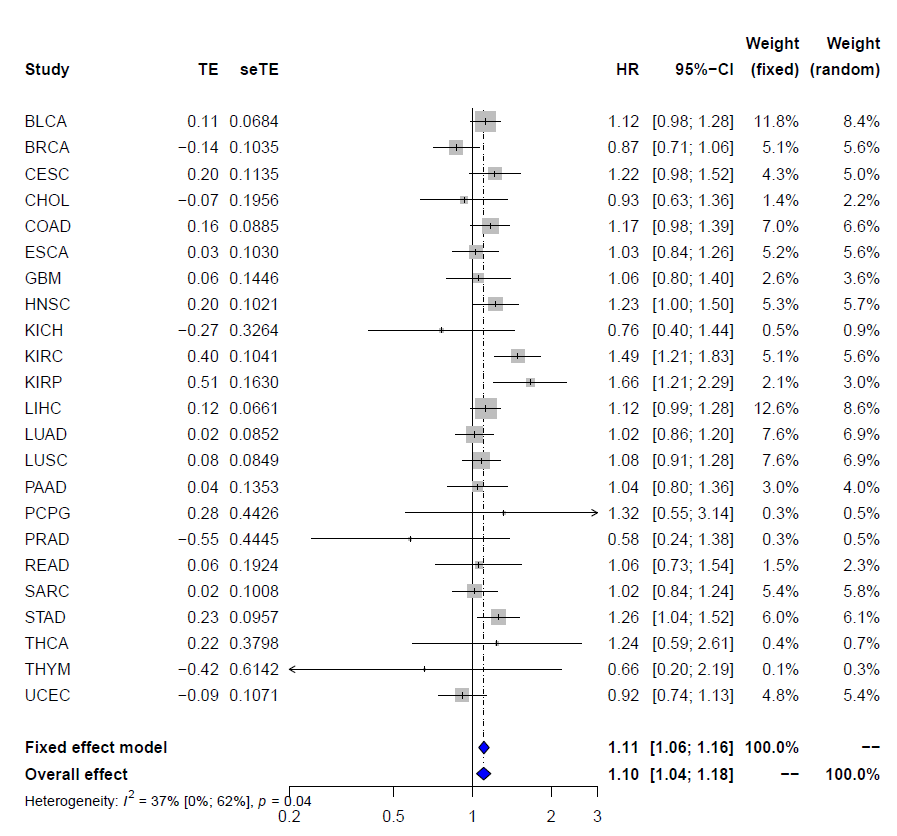 Weight Weight
Study TE seTE HR 95%−CI (fixed) (random)
BLCA 0.11 0.0684 1.12 [0.98; 1.28] 11.8% 8.4%
BRCA −0.14 0.1035 0.87 [0.71; 1.06] 5.1% 5.6%
CESC 0.20 0.1135 1.22 [0.98; 1.52] 4.3% 5.0%
CHOL −0.07 0.1956 0.93 [0.63; 1.36] 1.4% 2.2%
COAD 0.16 0.0885 1.17 [0.98; 1.39] 7.0% 6.6%
ESCA 0.03 0.1030 1.03 [0.84; 1.26] 5.2% 5.6%
GBM 0.06 0.1446 1.06 [0.80; 1.40] 2.6% 3.6%
HNSC 0.20 0.1021 1.23 [1.00; 1.50] 5.3% 5.7%
KICH −0.27 0.3264 0.76 [0.40; 1.44] 0.5% 0.9%
KIRC 0.40 0.1041 1.49 [1.21; 1.83] 5.1% 5.6%
KIRP 0.51 0.1630 1.66 [1.21; 2.29] 2.1% 3.0%
LIHC 0.12 0.0661 1.12 [0.99; 1.28] 12.6% 8.6%
LUAD 0.02 0.0852 1.02 [0.86; 1.20] 7.6% 6.9%
LUSC 0.08 0.0849 1.08 [0.91; 1.28] 7.6% 6.9%
PAAD 0.04 0.1353 1.04 [0.80; 1.36] 3.0% 4.0%
PCPG 0.28 0.4426 1.32 [0.55; 3.14] 0.3% 0.5%
PRAD −0.55 0.4445 0.58 [0.24; 1.38] 0.3% 0.5%
READ 0.06 0.1924 1.06 [0.73; 1.54] 1.5% 2.3%
SARC 0.02 0.1008 1.02 [0.84; 1.24] 5.4% 5.8%
STAD 0.23 0.0957 1.26 [1.04; 1.52] 6.0% 6.1%
THCA 0.22 0.3798 1.24 [0.59; 2.61] 0.4% 0.7%
THYM −0.42 0.6142 0.66 [0.20; 2.19] 0.1% 0.3%
UCEC −0.09 0.1071 0.92 [0.74; 1.13] 4.8% 5.4%
Fixed effect model 1.11 [1.06; 1.16] 100.0% −−
Overall effect 1.10 [1.04; 1.18] −− 100.0%
Heterogeneity: I² = 37% [0%; 62%], p = 0.04
0.2 0.5 1 2 3